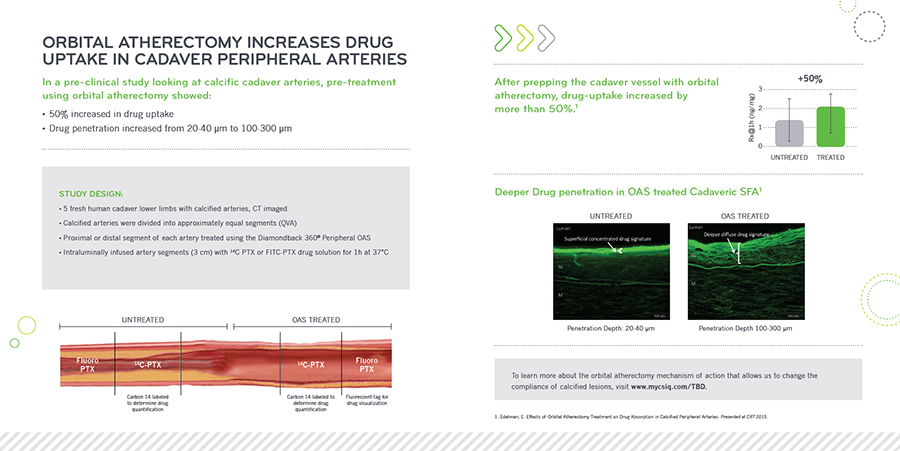 ORBITAL ATHERECTOMY INCREASES DRUG
UPTAKE IN CADAVER PERIPHERAL ARTERIES
In a pre-clinical study looking at calcific cadaver arteries, pre-treatment
using orbital atherectomy showed:
• 50% increased in drug uptake
• Drug penetration increased from 20-40 µm to 100-300 µm
STUDY DESIGN:
• 5 fresh human cadaver lower limbs with calcified arteries, CT imaged
• Calcified arteries were divided into approximately equal segments (QVA)
• Proximal or distal segment of each artery treated using the Diamondback 360® Peripheral OAS
• Intraluminally infused artery segments (3 cm) with ¹⁴C PTX or FITC-PTX drug solution for 1h at 37°C
UNTREATED
OAS TREATED
Fluoro
PTX
¹⁴C-PTX
¹⁴C-PTX
Fluoro
PTX
Carbon 14 labeled
to determine drug
quantification
Carbon 14 labeled to
determine drug
quantification
Fluorescent tag for
drug visualization
After prepping the cadaver vessel with orbital
atherectomy, drug-uptake increased by
more than 50%.¹
+50%
Rx@1h (ng/mg)
3
2
1
0
UNTREATED
TREATED
Deeper Drug penetration in OAS treated Cadaveric SFA¹
UNTREATED
OAS TREATED
Lumen
Superficial concentrated drug signature
NI
M
Lumen
Deeper diffuse drug signature
NI
M
Penetration Depth: 20-40 µm
Penetration Depth 100-300 µm
To learn more about the orbital atherectomy mechanism of action that allows us to change the
compliance of calcified lesions, visit www.mycsiq.com/TBD.
1. Edelman, E. Effects of Orbital Atherectomy Treatment on Drug Absorption in Calcified Peripheral Arteries. Presented at CRT 2015.